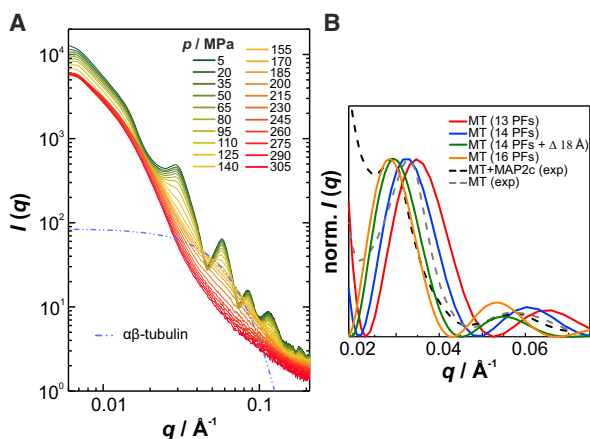 A
p / MPa
5
20
35
50
65
80
95
110
125
140
155
170
185
200
215
230
245
260
275
290
305
αβ-tubulin
I (q)
10⁴
10³
10²
10¹
10⁰
0.01
0.1
q / Å⁻¹
B
MT (13 PFs)
MT (14 PFs)
MT (14 PFs + Δ 18 Å)
MT (16 PFs)
MT+MAP2c (exp)
MT (exp)
norm. I (q)
0.02
0.04
0.06
q / Å⁻¹